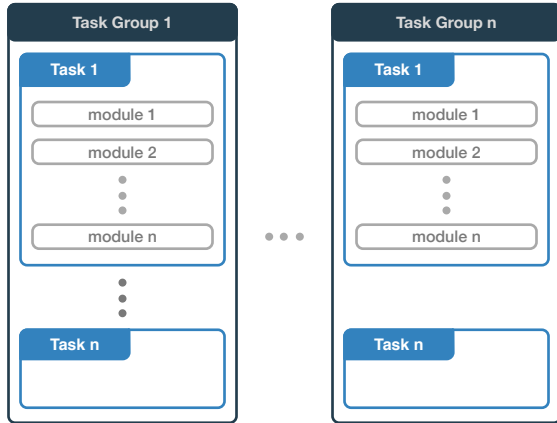 Task Group 1
Task 1
module 1
module 2
module n
Task n
Task Group n
Task 1
module 1
module 2
module n
Task n